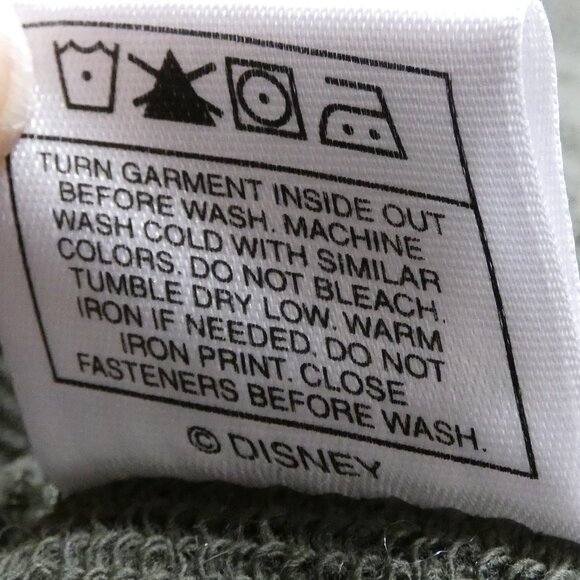 TURN GARMENT INSIDE OUT
BEFORE WASH. MACHINE
WASH COLD WITH SIMILAR
COLORS. DO NOT BLEACH.
TUMBLE DRY LOW. WARM
IRON IF NEEDED. DO NOT
IRON PRINT. CLOSE
FASTENERS BEFORE WASH.
© DISNEY